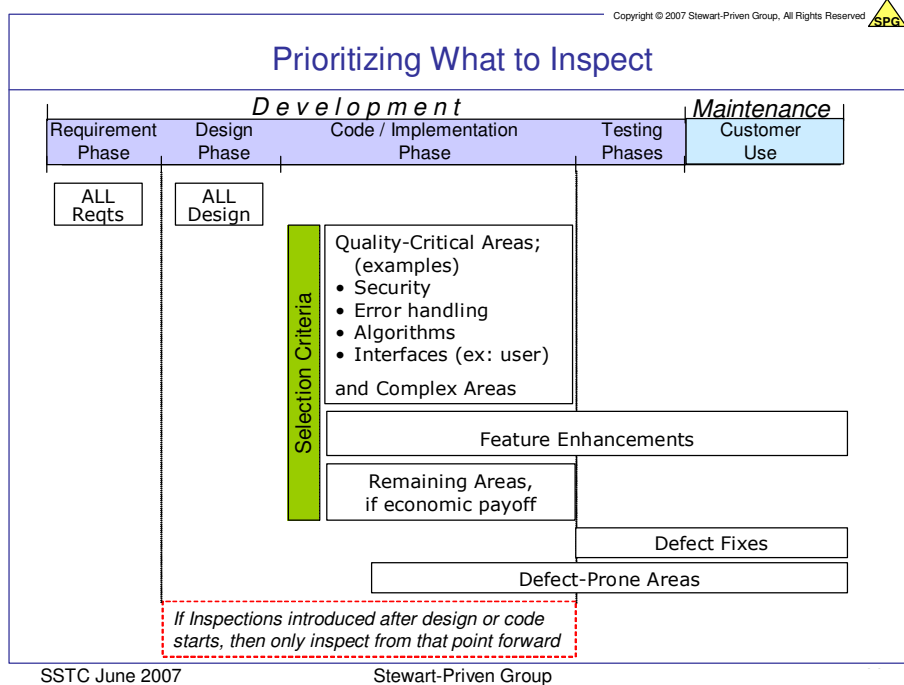 Copyright © 2007 Stewart-Priven Group, All Rights Reserved
SPG
Prioritizing What to Inspect
Development
Maintenance
Requirement
Phase
Design
Phase
Code / Implementation
Phase
Testing
Phases
Customer
Use
ALL
Reqts
ALL
Design
Selection Criteria
Quality-Critical Areas;
(examples)
• Security
• Error handling
• Algorithms
• Interfaces (ex: user)
and Complex Areas
Feature Enhancements
Remaining Areas,
if economic payoff
Defect Fixes
Defect-Prone Areas
If Inspections introduced after design or code
starts, then only inspect from that point forward
SSTC June 2007
Stewart-Priven Group